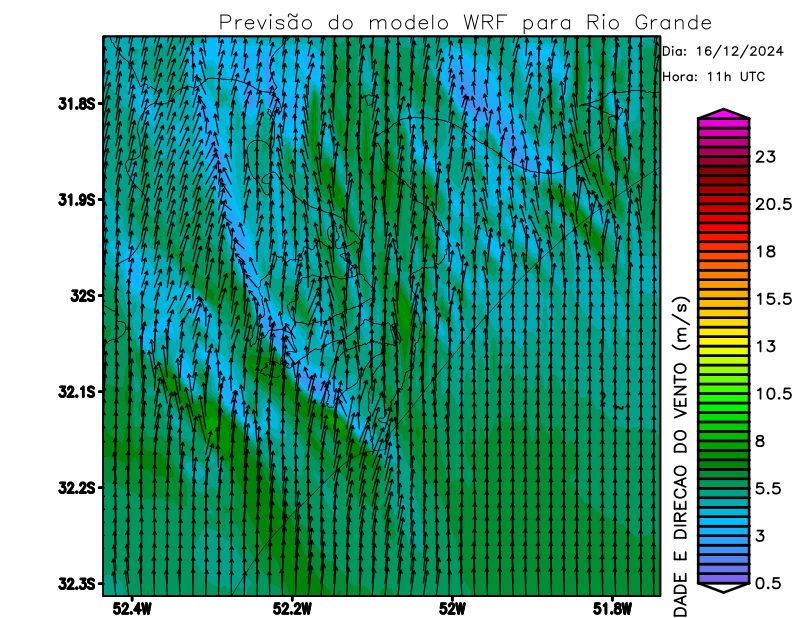 Previsão do modelo WRF para Rio Grande
Dia: 16/12/2024
Hora: 11h UTC
31.8S
31.9S
32S
32.1S
32.2S
32.3S
52.4W
52.2W
52W
51.8W
23
20.5
18
15.5
13
10.5
8
5.5
3
0.5
DADE E DIRECAO DO VENTO (m/s)